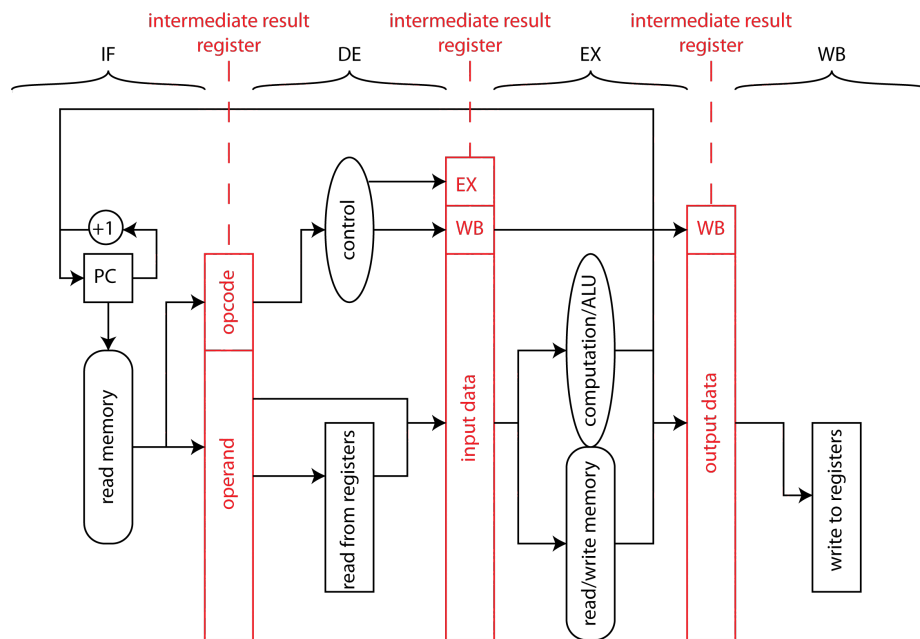 intermediate result
register
intermediate result
register
intermediate result
register
IF
DE
EX
WB
+1
PC
read memory
opcode
operand
control
read from registers
EX
WB
input data
computation/ALU
read/write memory
WB
output data
write to registers